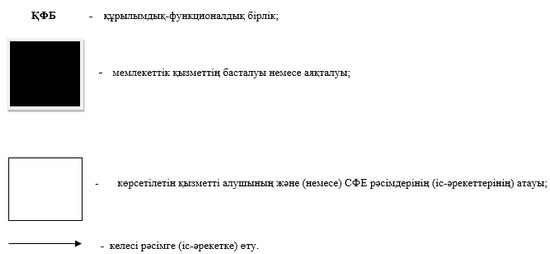 ҚФБ - құрылымдық-функционалдық бірлік;
- мемлекеттік қызметтің басталуы немесе аяқталуы;
- көрсетілетін қызметті алушының және (немесе) СФЕ рәсімдерінің (іс-әрекеттерінің) атауы;
- келесі рәсімге (іс-әрекетке) өту.